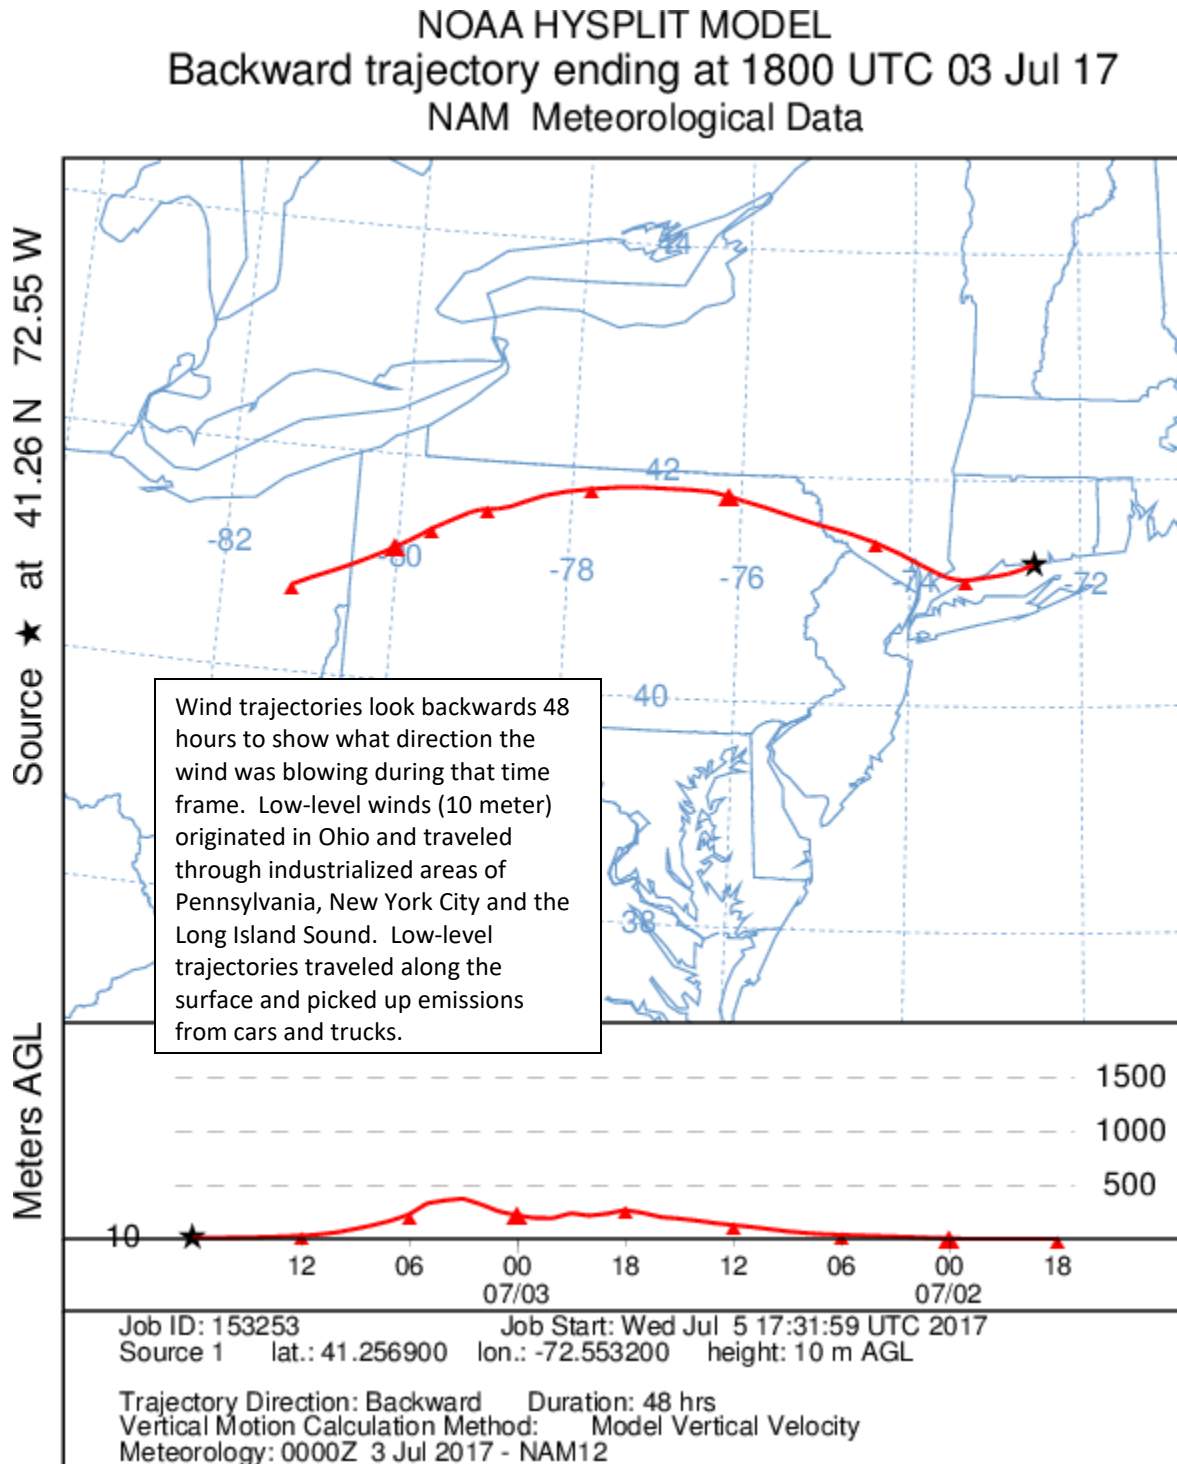 NOAA HYSPLIT MODEL
Backward trajectory ending at 1800 UTC 03 Jul 17
NAM Meteorological Data
Source ★ at 41.26 N 72.55 W
44
42
-82
-80
-78
-76
-74
-72
40
38
Wind trajectories look backwards 48
hours to show what direction the
wind was blowing during that time
frame. Low-level winds (10 meter)
originated in Ohio and traveled
through industrialized areas of
Pennsylvania, New York City and the
Long Island Sound. Low-level
trajectories traveled along the
surface and picked up emissions
from cars and trucks.
Meters AGL
1500
1000
500
10
12 06 00 18 12 06 00 18
07/03 07/02
Job ID: 153253 Job Start: Wed Jul 5 17:31:59 UTC 2017
Source 1 lat.: 41.256900 lon.: -72.553200 height: 10 m AGL
Trajectory Direction: Backward Duration: 48 hrs
Vertical Motion Calculation Method: Model Vertical Velocity
Meteorology: 0000Z 3 Jul 2017 - NAM12